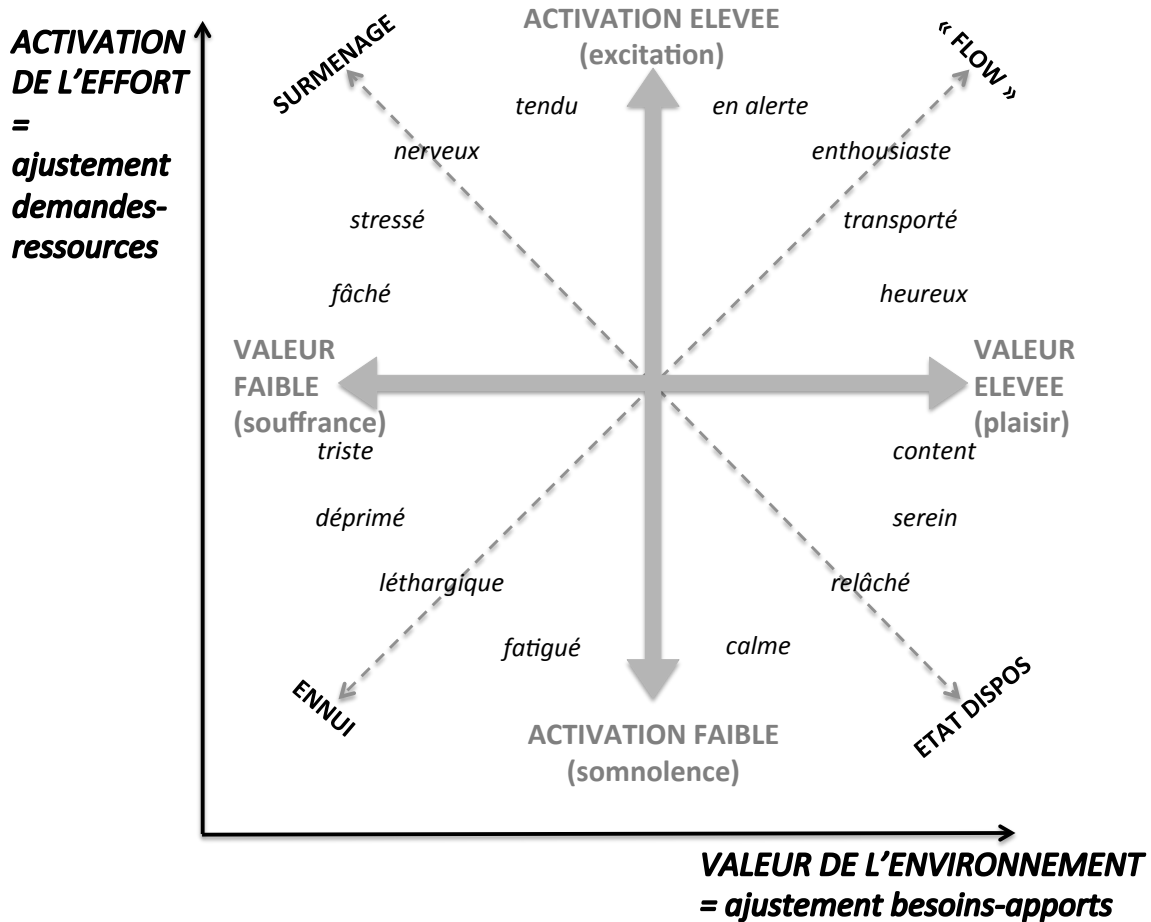 ACTIVATION
DE L’EFFORT
=
ajustement
demandes-
ressources
SURMENAGE
ACTIVATION ELEVEE
(excitation)
« FLOW »
tendu
en alerte
nerveux
enthousiaste
stressé
transporté
fâché
heureux
VALEUR
FAIBLE
(souffrance)
VALEUR
ELEVEE
(plaisir)
triste
content
déprimé
serein
léthargique
relâché
fatigué
calme
ENNUI
ACTIVATION FAIBLE
(somnolence)
ETAT DISPOS
VALEUR DE L’ENVIRONNEMENT
= ajustement besoins-apports